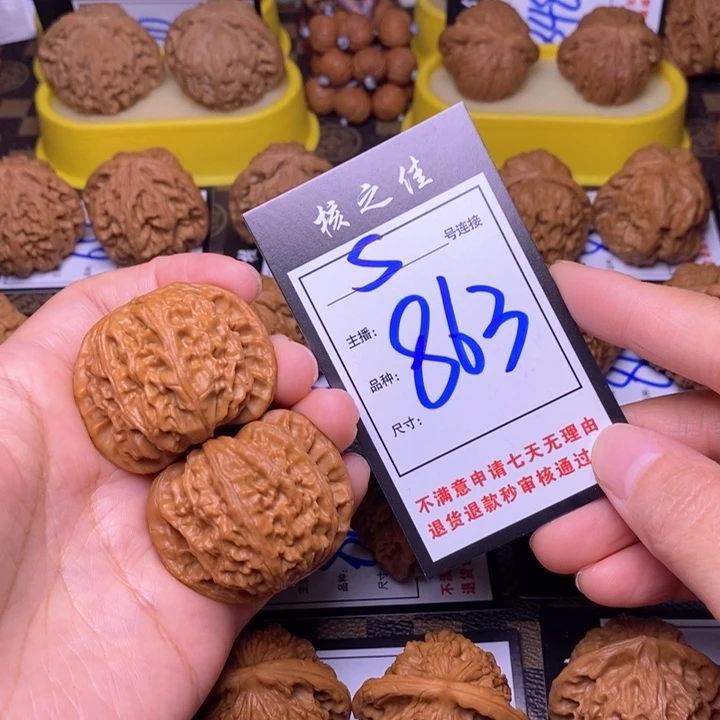 核之佳
S 号连接
主播：
863
品种：
尺寸：
不满意申请七天无理由
退货退款秒审核通过